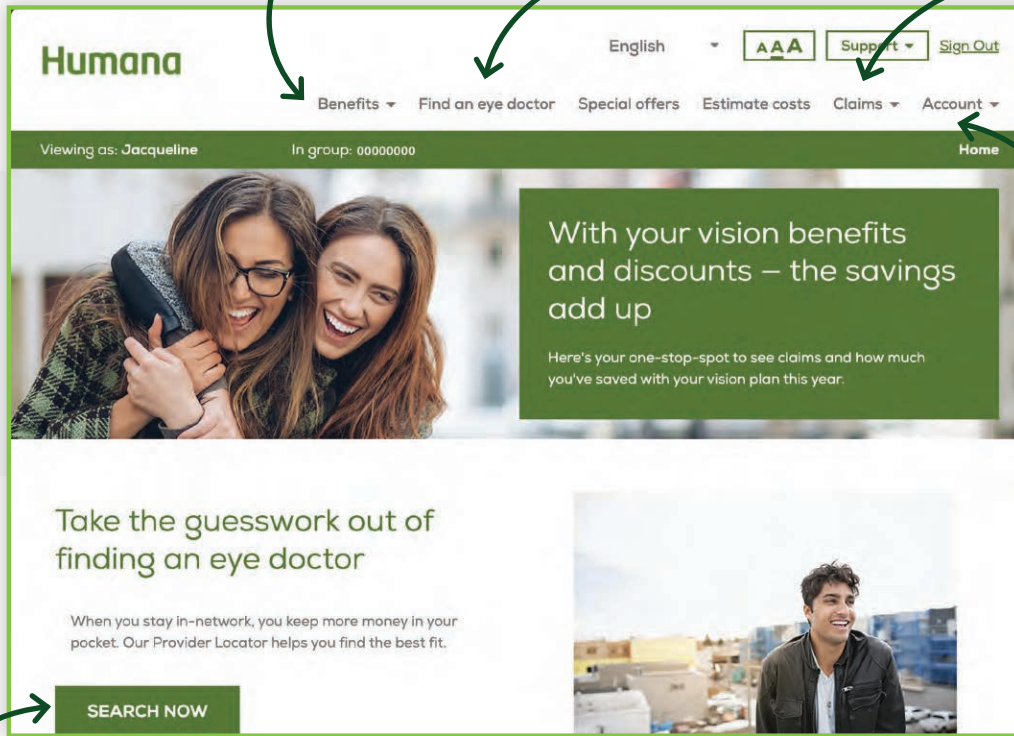 Humana
English AAA Support Sign Out
Benefits Find an eye doctor Special offers Estimate costs Claims Account
Viewing as: Jacqueline In group: 00000000 Home
With your vision benefits
and discounts – the savings
add up
Here's your one-stop-spot to see claims and how much
you've saved with your vision plan this year.
Take the guesswork out of
finding an eye doctor
When you stay in-network, you keep more money in your
pocket. Our Provider Locator helps you find the best fit.
SEARCH NOW